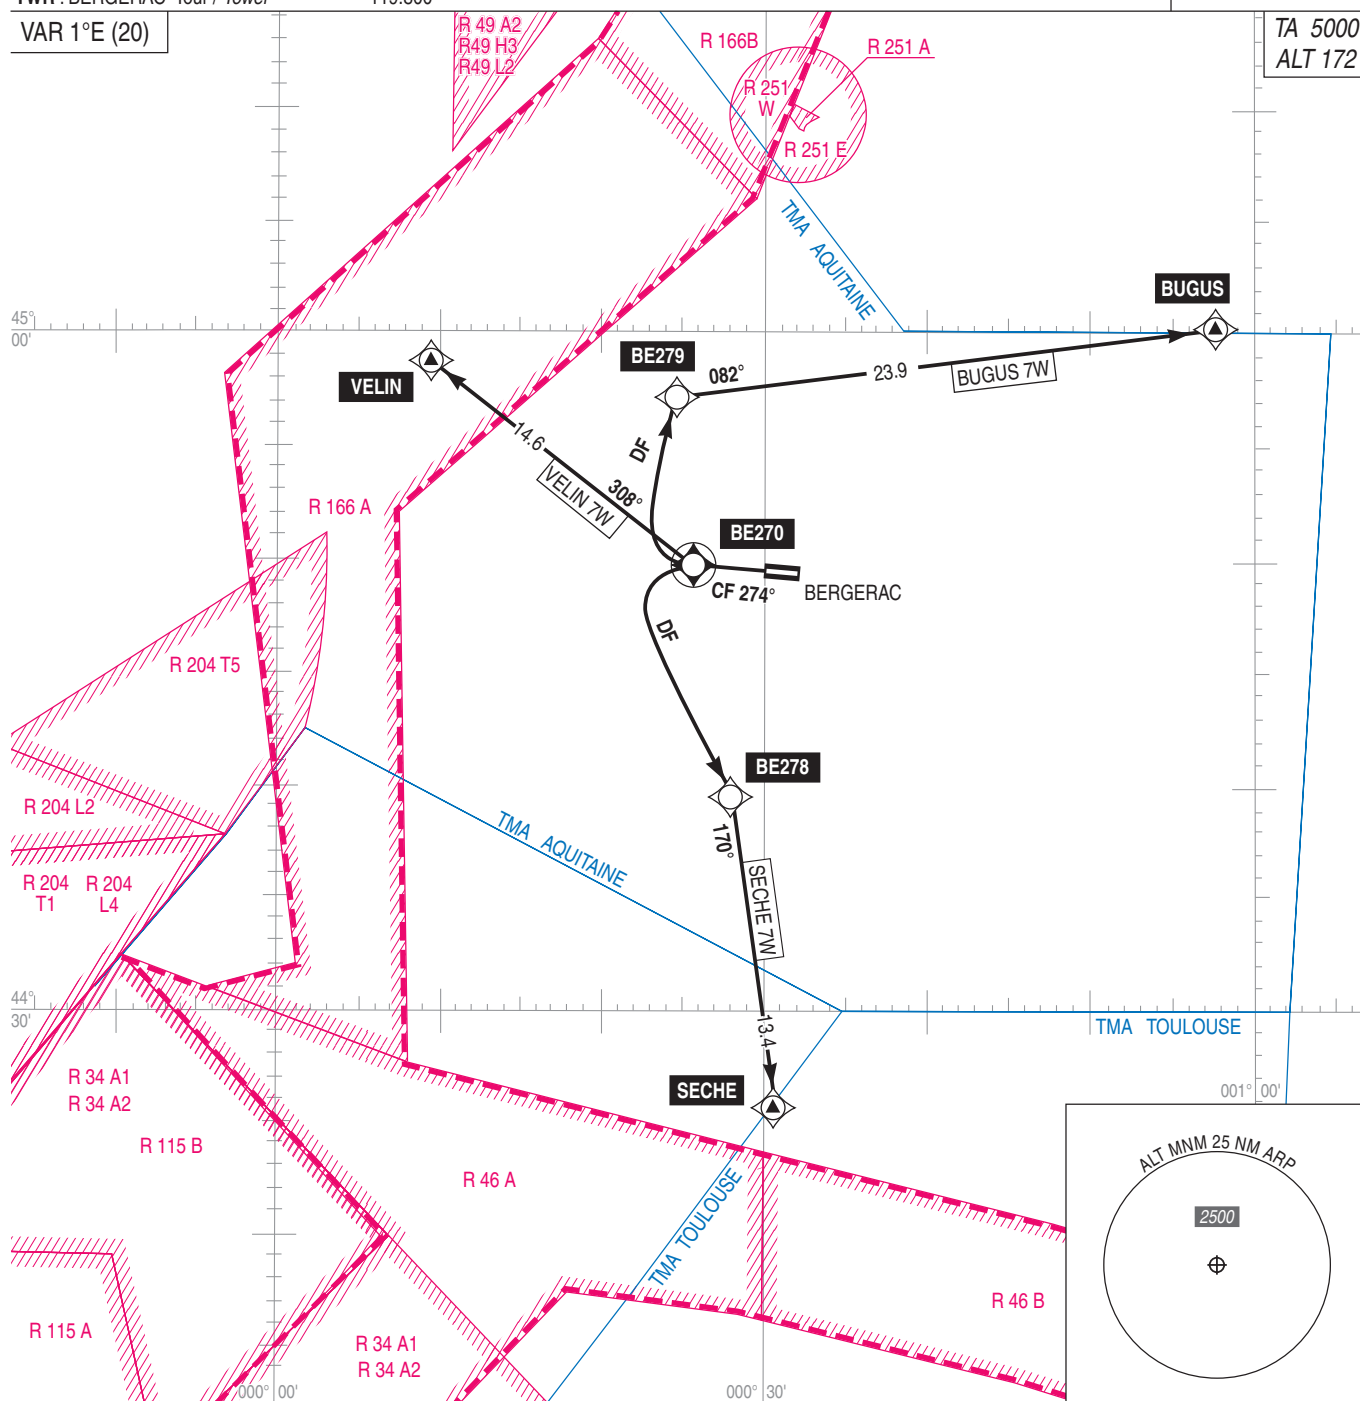 VAR 1°E (20)
TA 5000
ALT 172
R 49 A2
R49 H3
R49 L2
R 166B
R 251 A
R 251
W
R 251 E
TMA AQUITAINE
BUGUS
45°
00'
BE279
082°
23.9
BUGUS 7W
VELIN
14.6
DF
308°
VELIN 7W
R 166 A
BE270
CF 274°
BERGERAC
DF
R 204 T5
BE278
R 204 L2
TMA AQUITAINE
170°
R 204
T1
R 204
L4
SECHE 7W
44°
30'
13.4
TMA TOULOUSE
R 34 A1
R 34 A2
SECHE
001° 00'
R 115 B
ALT MNM 25 NM ARP
R 46 A
2500
TMA TOULOUSE
R 46 B
R 115 A
R 34 A1
R 34 A2
000° 00'
000° 30'